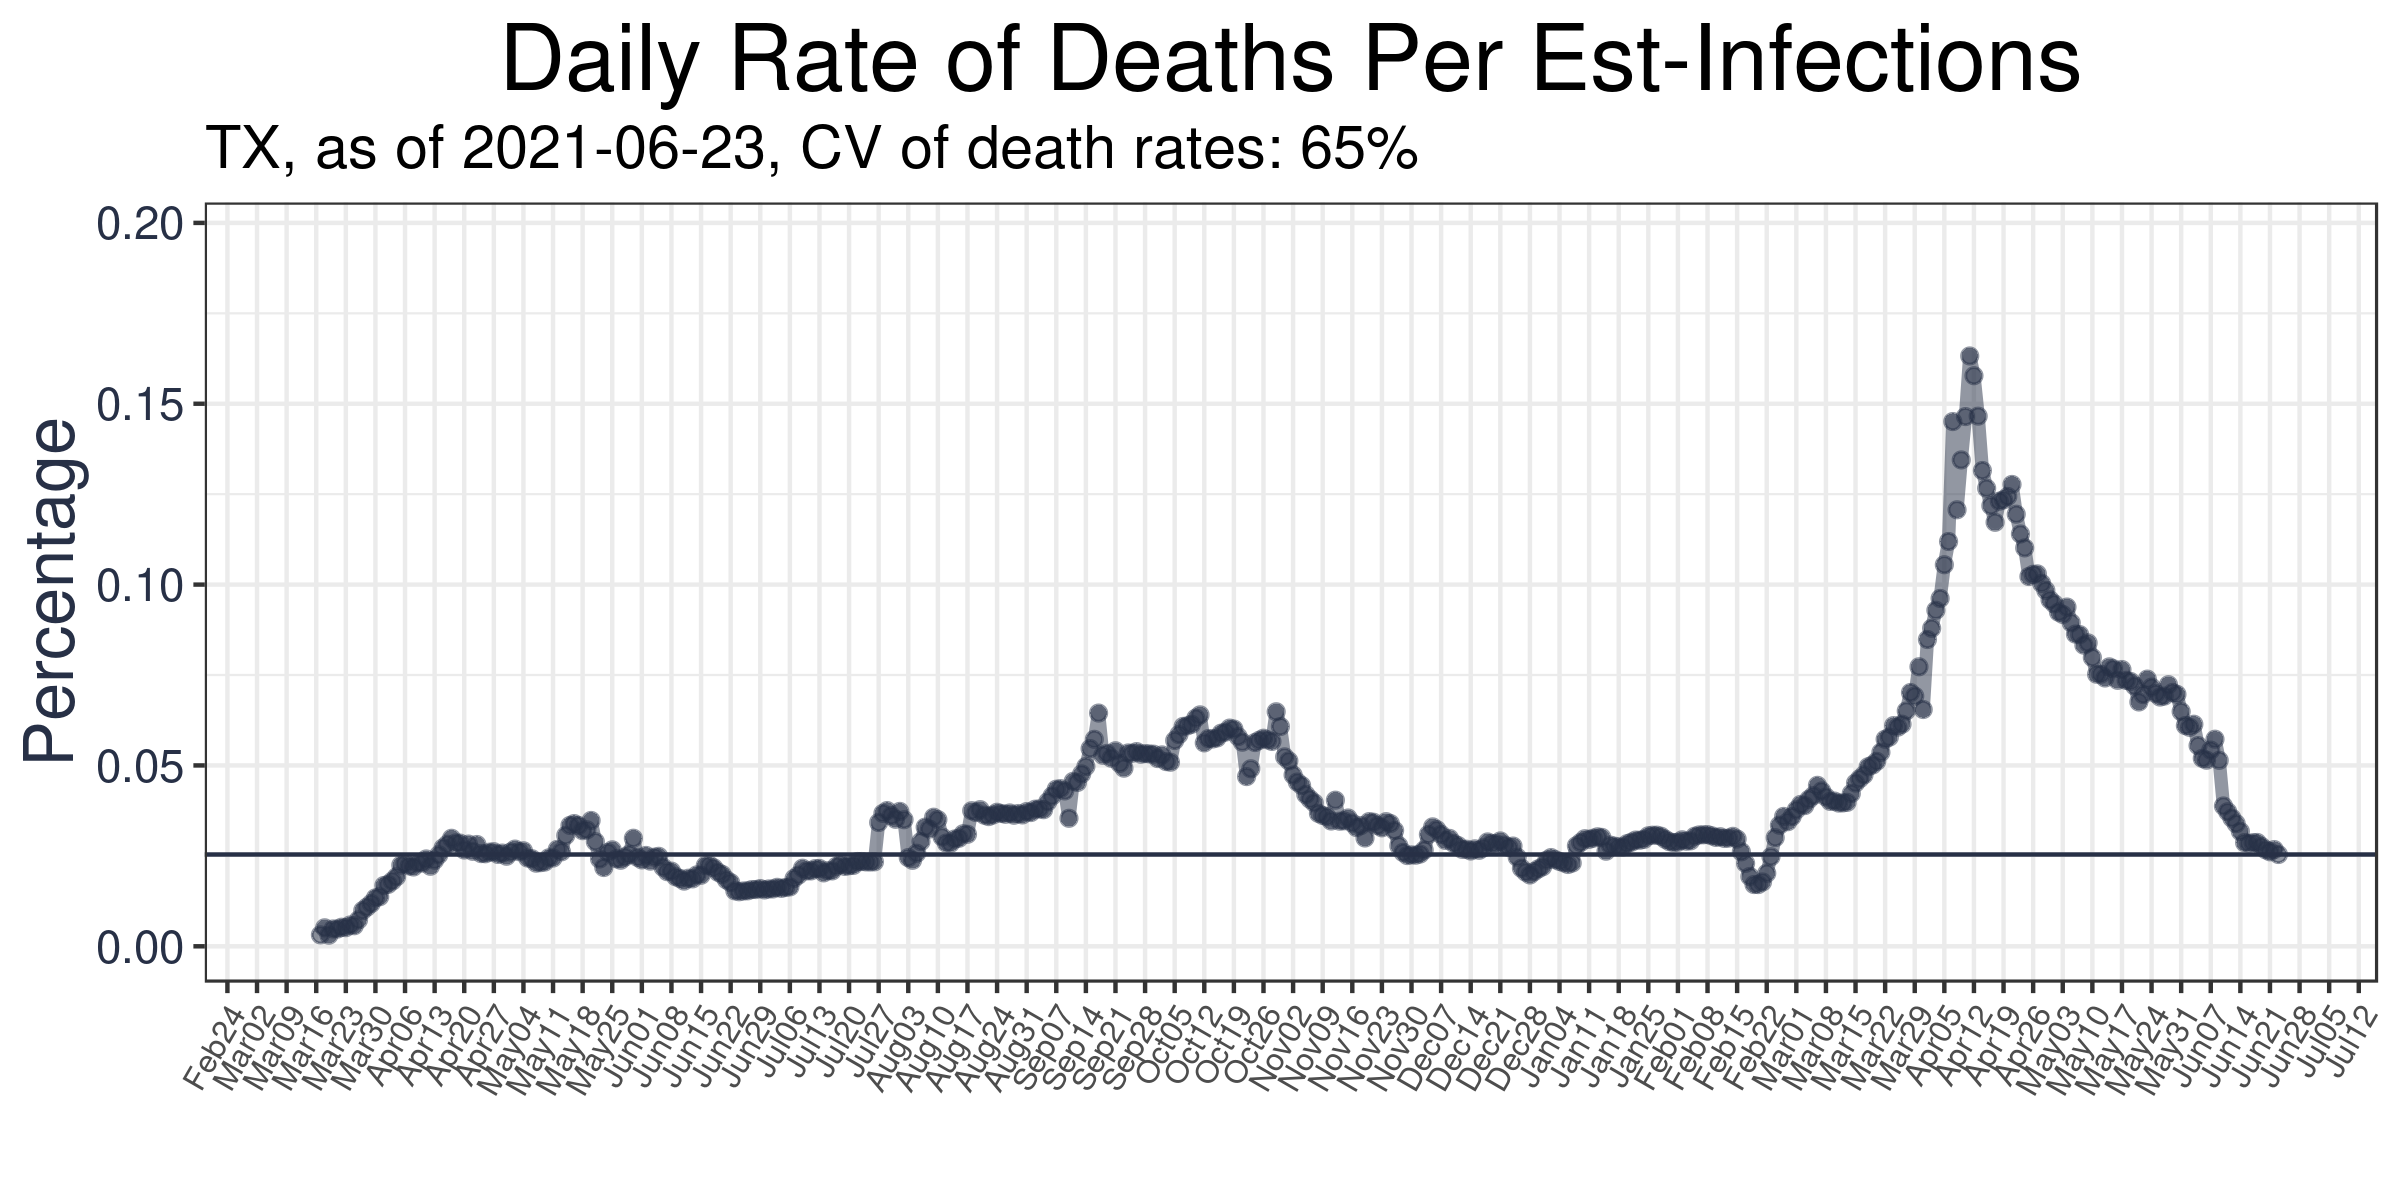 Daily Rate of Deaths Per Est-Infections
TX, as of 2021-06-23, CV of death rates: 65%
Percentage
0.20
0.15
0.10
0.05
0.00
Feb24
Mar02
Mar09
Mar16
Mar23
Mar30
Apr06
Apr13
Apr20
Apr27
May04
May11
May18
May25
Jun01
Jun08
Jun15
Jun22
Jun29
Jul06
Jul13
Jul20
Jul27
Aug03
Aug10
Aug17
Aug24
Aug31
Sep07
Sep14
Sep21
Sep28
Oct05
Oct12
Oct19
Oct26
Nov02
Nov09
Nov16
Nov23
Nov30
Dec07
Dec14
Dec21
Dec28
Jan04
Jan11
Jan18
Jan25
Feb01
Feb08
Feb15
Feb22
Mar01
Mar08
Mar15
Mar22
Mar29
Apr05
Apr12
Apr19
Apr26
May03
May10
May17
May24
May31
Jun07
Jun14
Jun21
Jun28
Jul05
Jul12